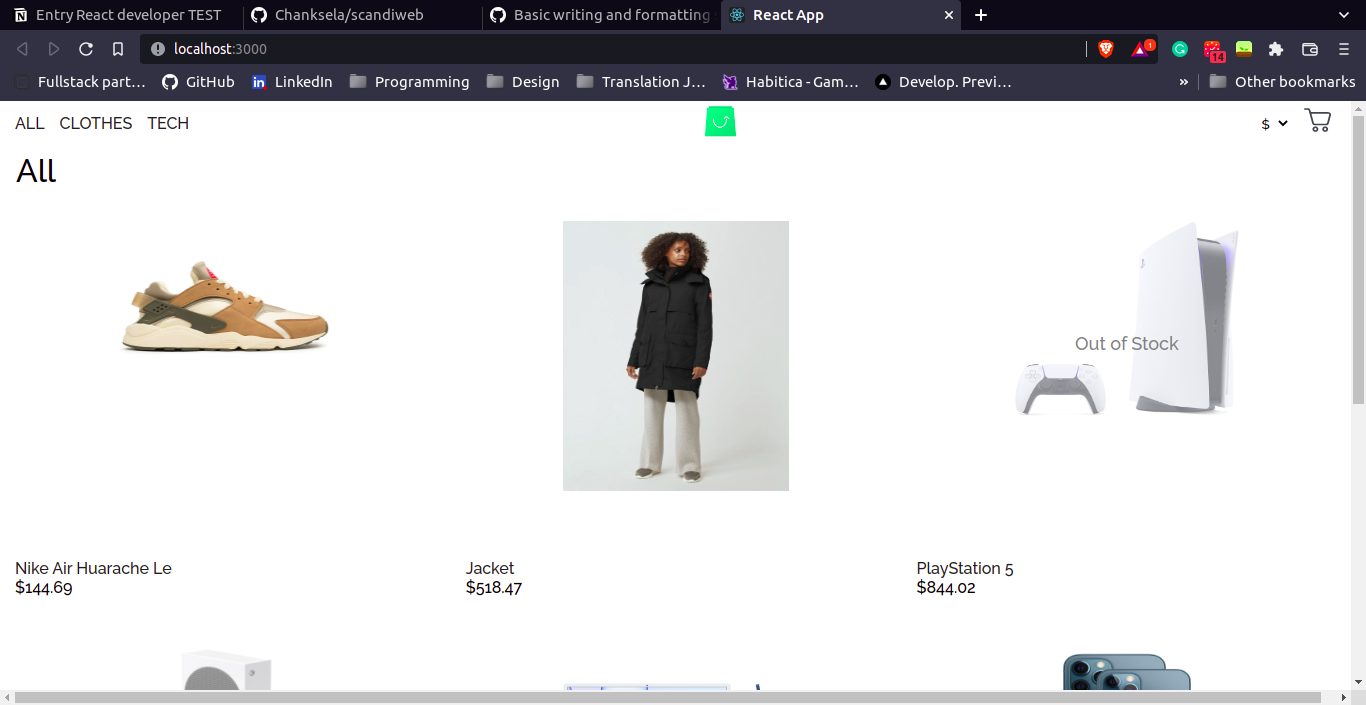 Entry React developer TEST
Chanksela/scandiweb
Basic writing and formatting
React App
localhost:3000
1
14
Fullstack part…
GitHub
LinkedIn
Programming
Design
Translation J…
Habitica - Gam…
Develop. Previ…
»
Other bookmarks
ALL CLOTHES TECH
$
All
Out of Stock
Nike Air Huarache Le
$144.69
Jacket
$518.47
PlayStation 5
$844.02